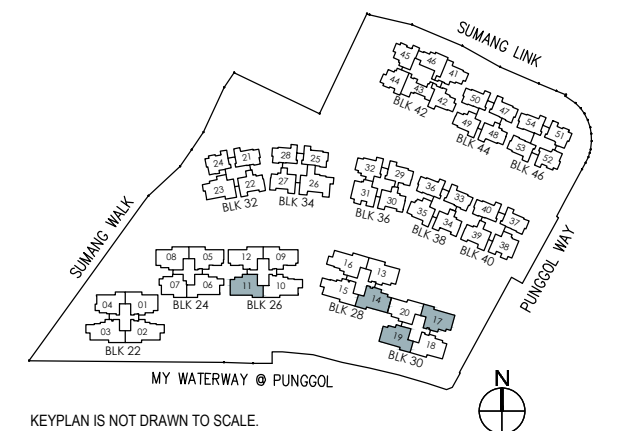 SUMANG LINK
45 46 41
44 43 42
BLK 42
50 47
49 48
BLK 44
54 51
53 52
BLK 46
24 21
23 22
BLK 32
28 25
27 26
BLK 34
32 29
31 30
BLK 36
36 33
35 34
BLK 38
40 37
39 38
BLK 40
SUMANG WALK
PUNGGOL WAY
08 05
07 06
BLK 24
12 09
11 10
BLK 26
16 13
15 14
BLK 28
20 17
19 18
BLK 30
04 01
03 02
BLK 22
MY WATERWAY @ PUNGGOL
N
KEYPLAN IS NOT DRAWN TO SCALE.